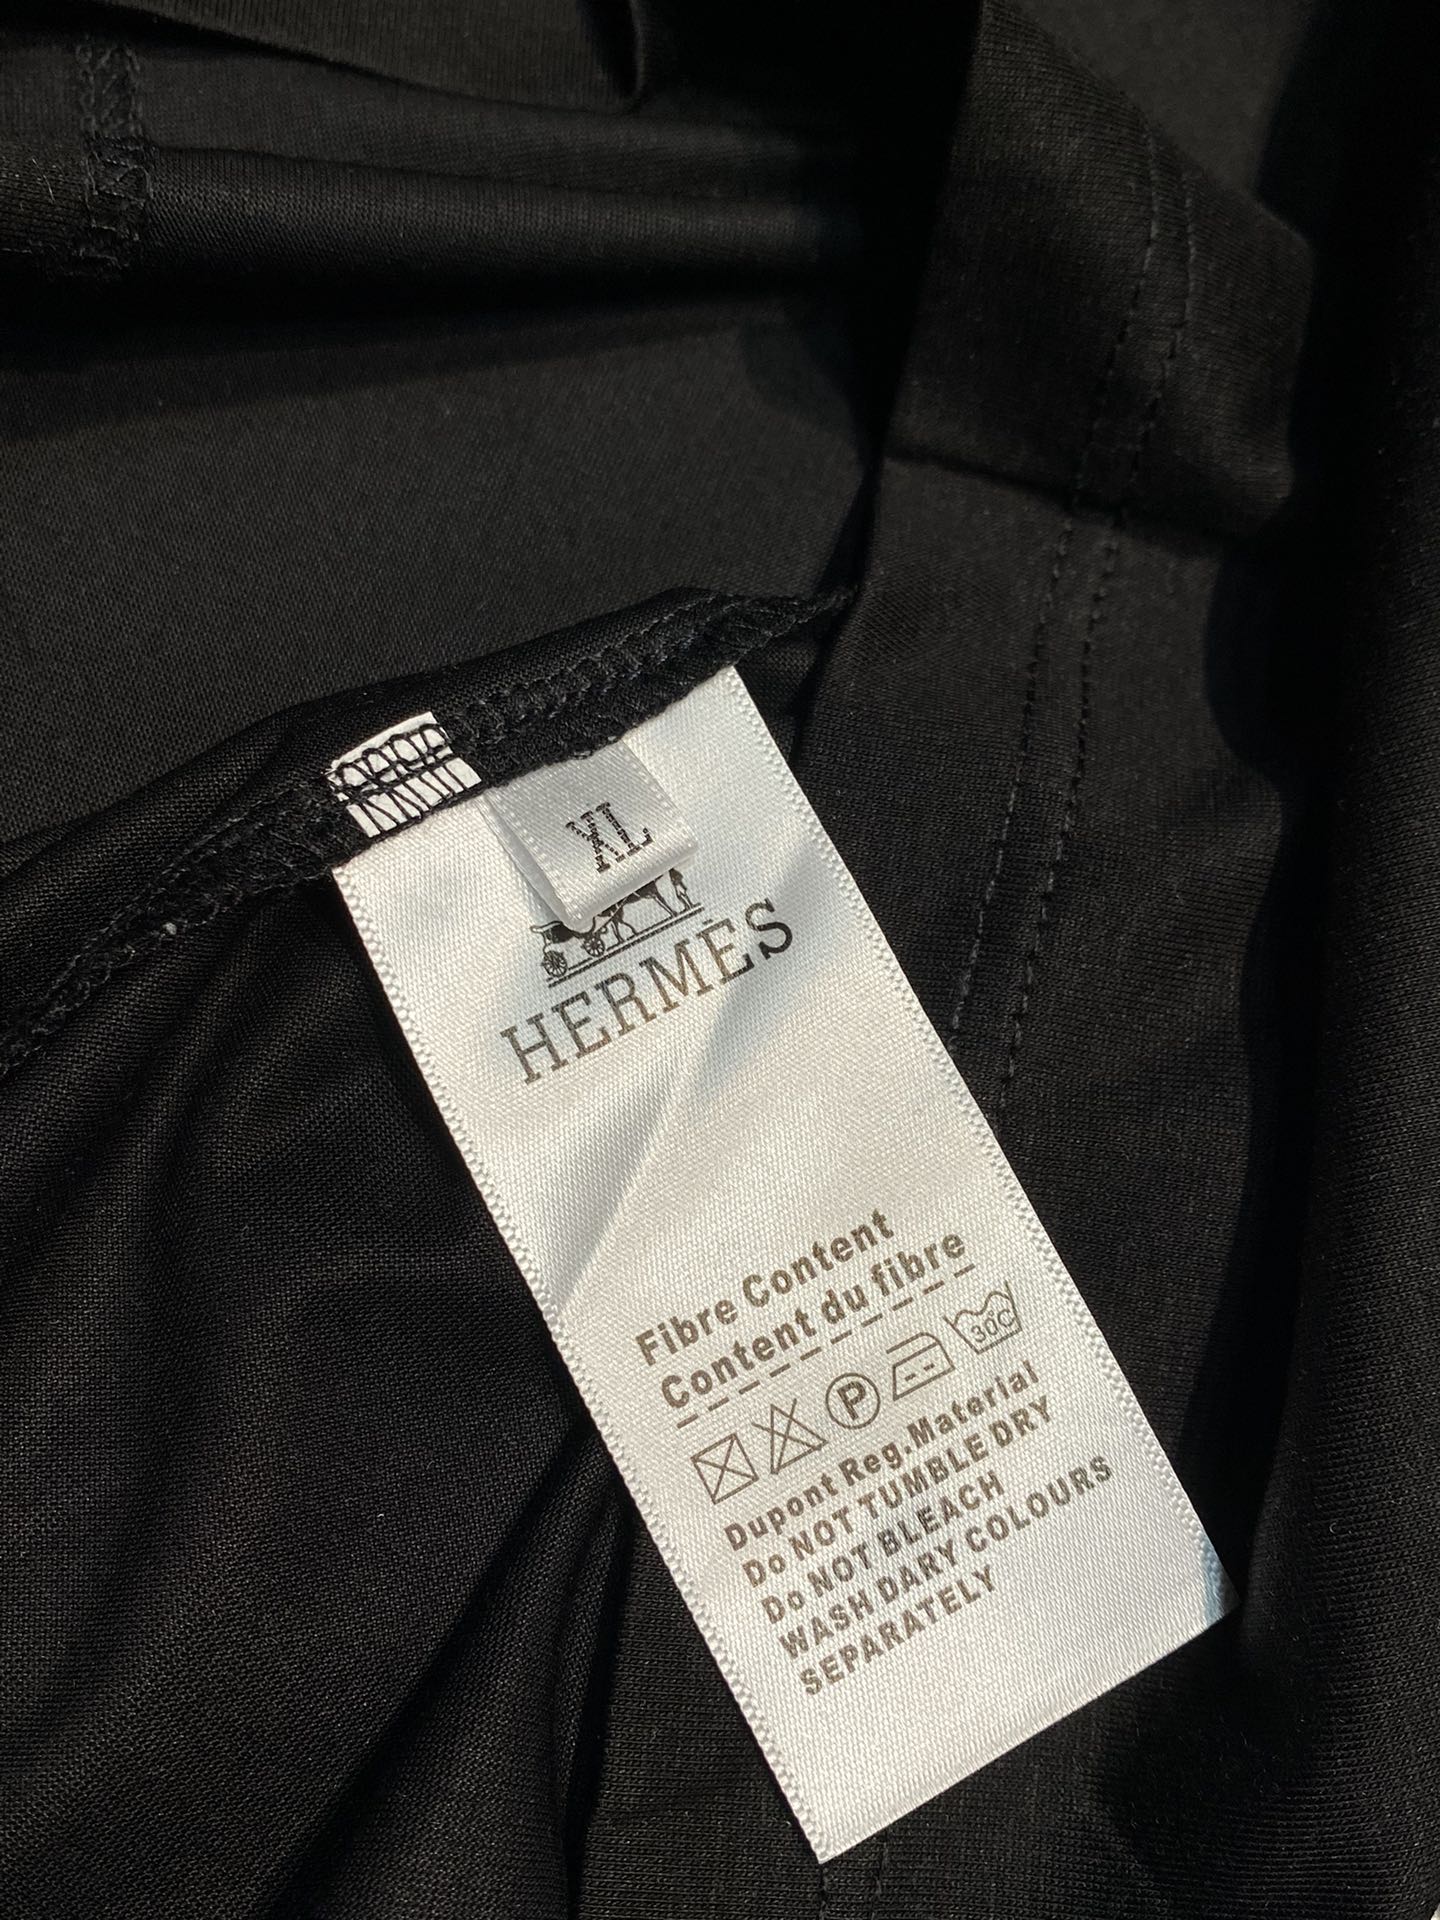 XL
HERMÈS
Fibre Content
Content du fibre
P
30C
Dupont Reg.Material
Do NOT TUMBLE DRY
Do NOT BLEACH
WASH DARY COLOURS
SEPARATELY